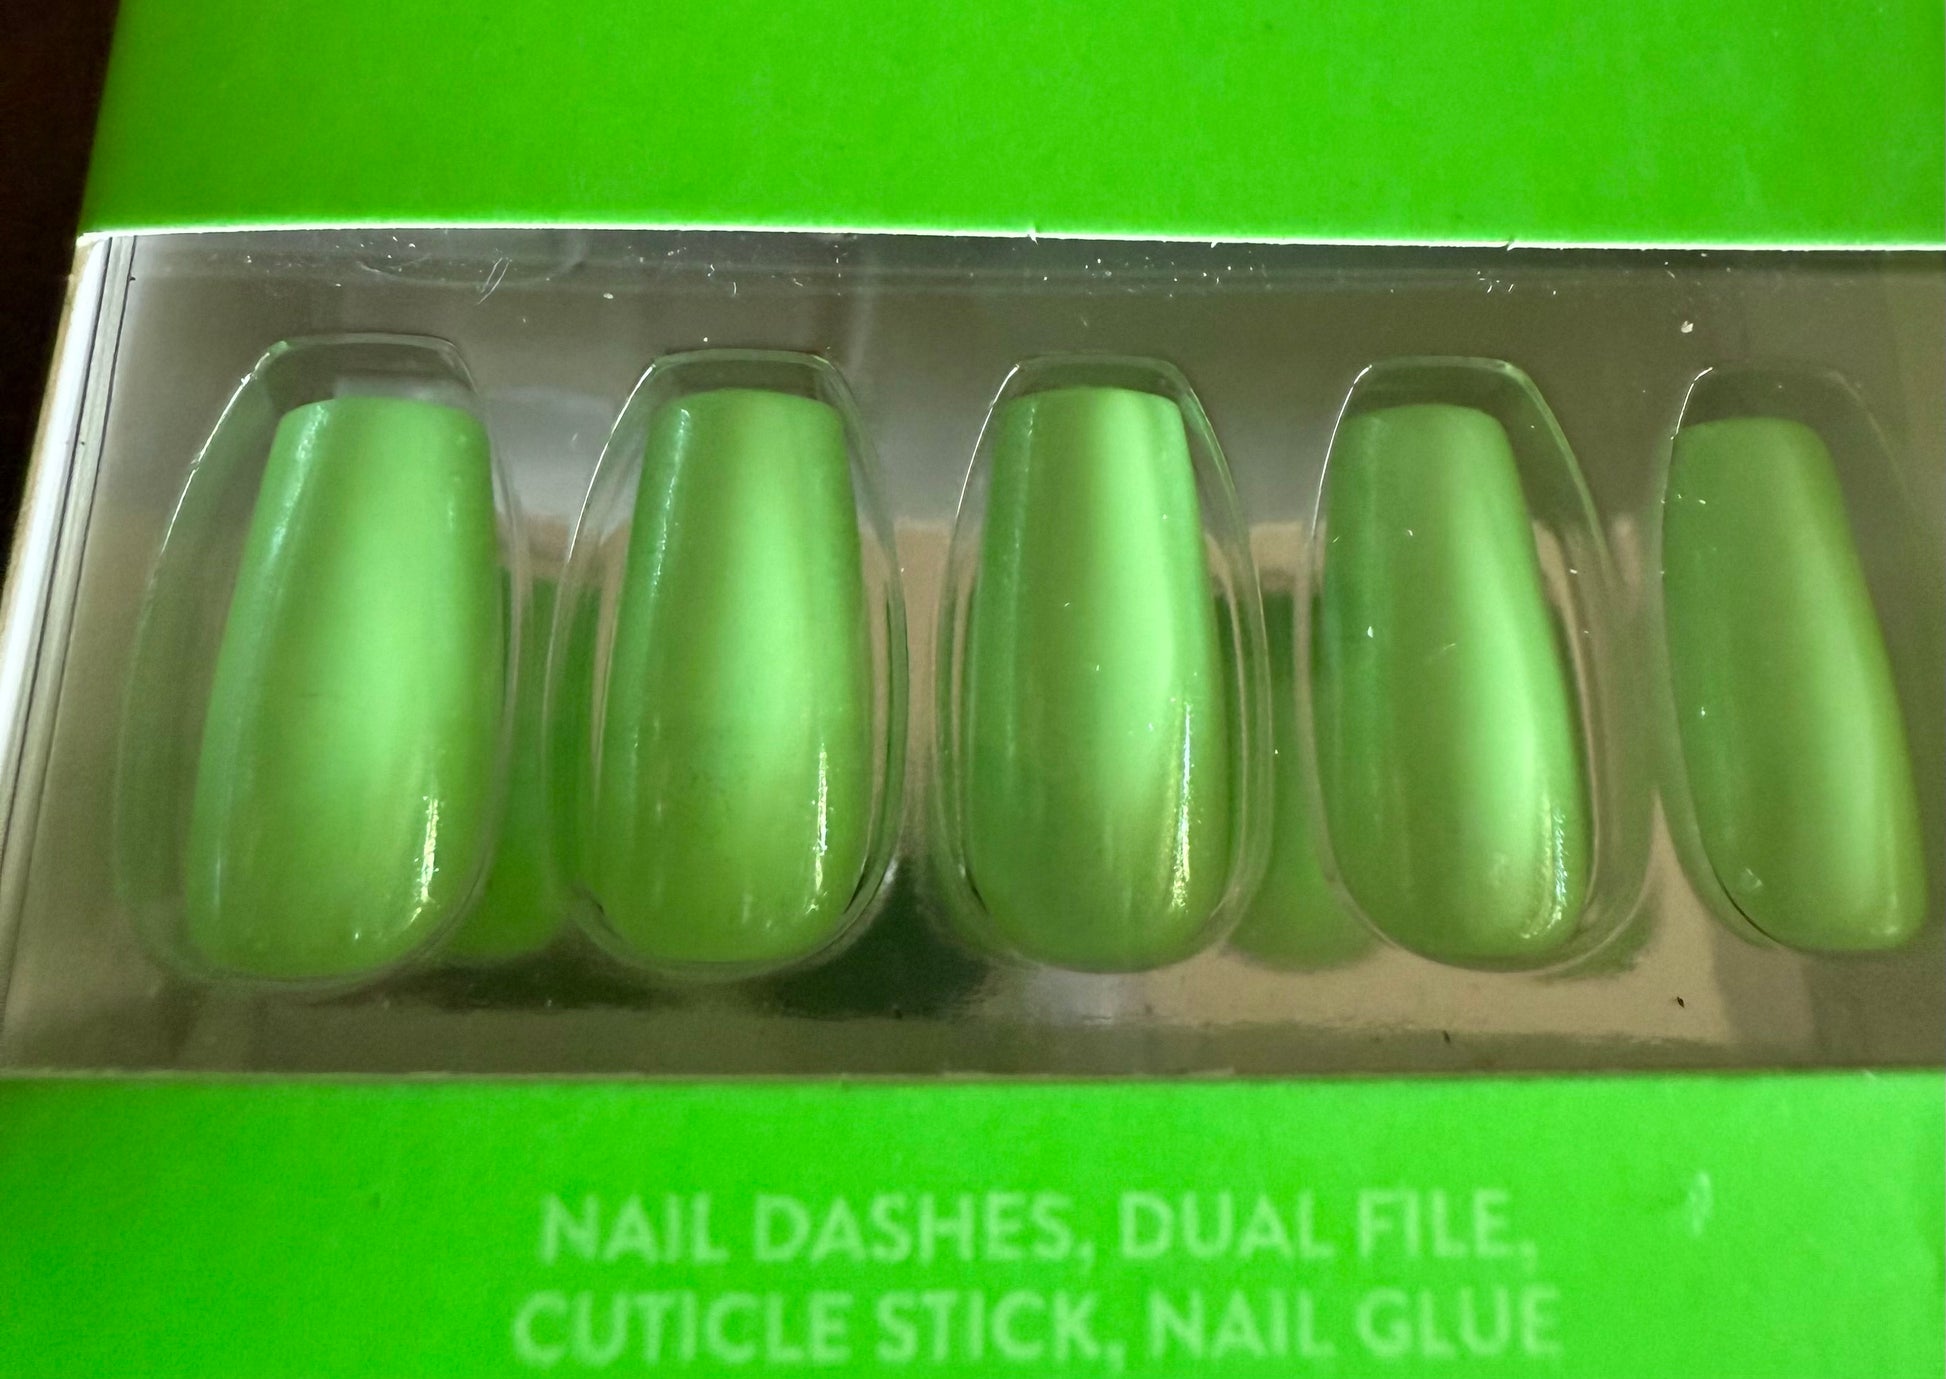 NAIL DASHES, DUAL FILE,
CUTICLE STICK, NAIL GLUE